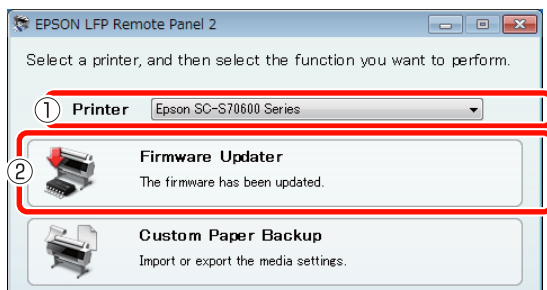 EPSON LFP Remote Panel 2
Select a printer, and then select the function you want to perform.
① Printer Epson SC-S70600 Series
② Firmware Updater
The firmware has been updated.
Custom Paper Backup
Import or export the media settings.